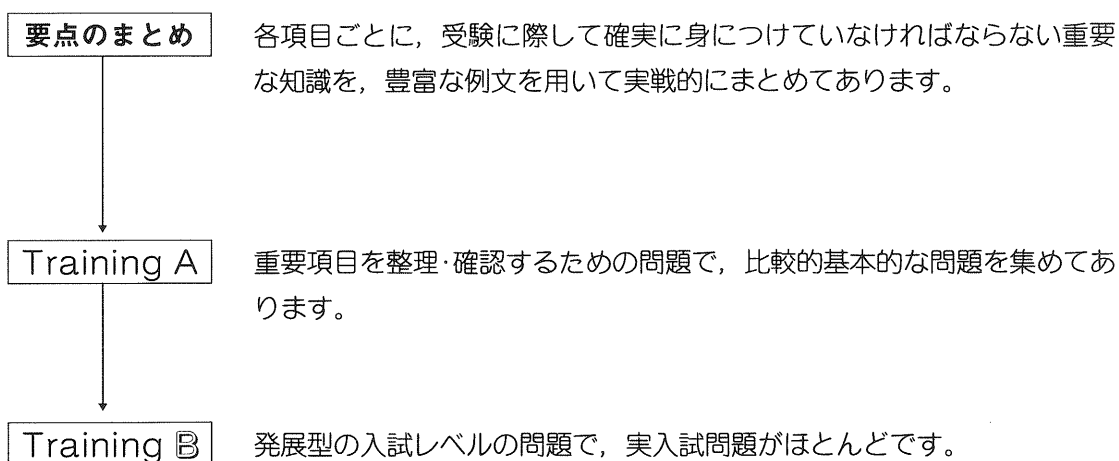 要点のまとめ
各項目ごとに，受験に際して確実に身につけていなければならない重要
な知識を，豊富な例文を用いて実戦的にまとめてあります。
Training A
重要項目を整理·確認するための問題で，比較的基本的な問題を集めてあ
ります。
Training B
発展型の入試レベルの問題で，実入試問題がほとんどです。